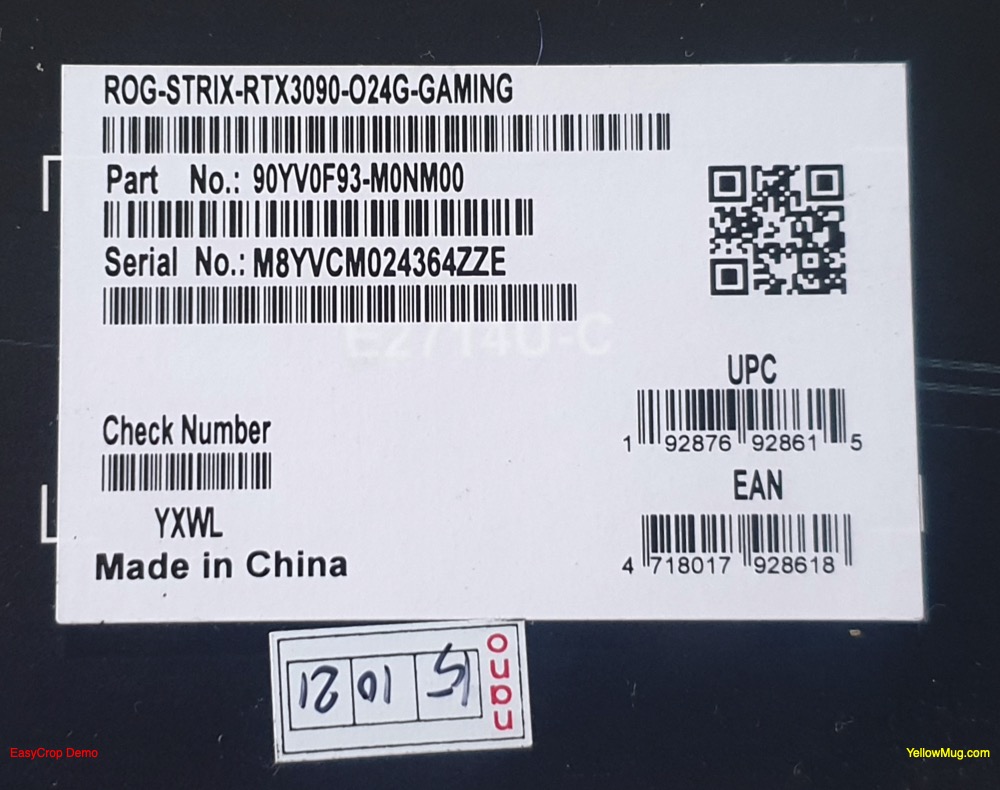 ROG-STRIX-RTX3090-O24G-GAMING
Part No.: 90YV0F93-M0NM00
Serial No.: M8YVCM024364ZZE
E2714U-C
UPC
1 92876 92861 5
Check Number
EAN
YXWL
4 718017 928618
Made in China
EasyCrop Demo
YellowMug.com